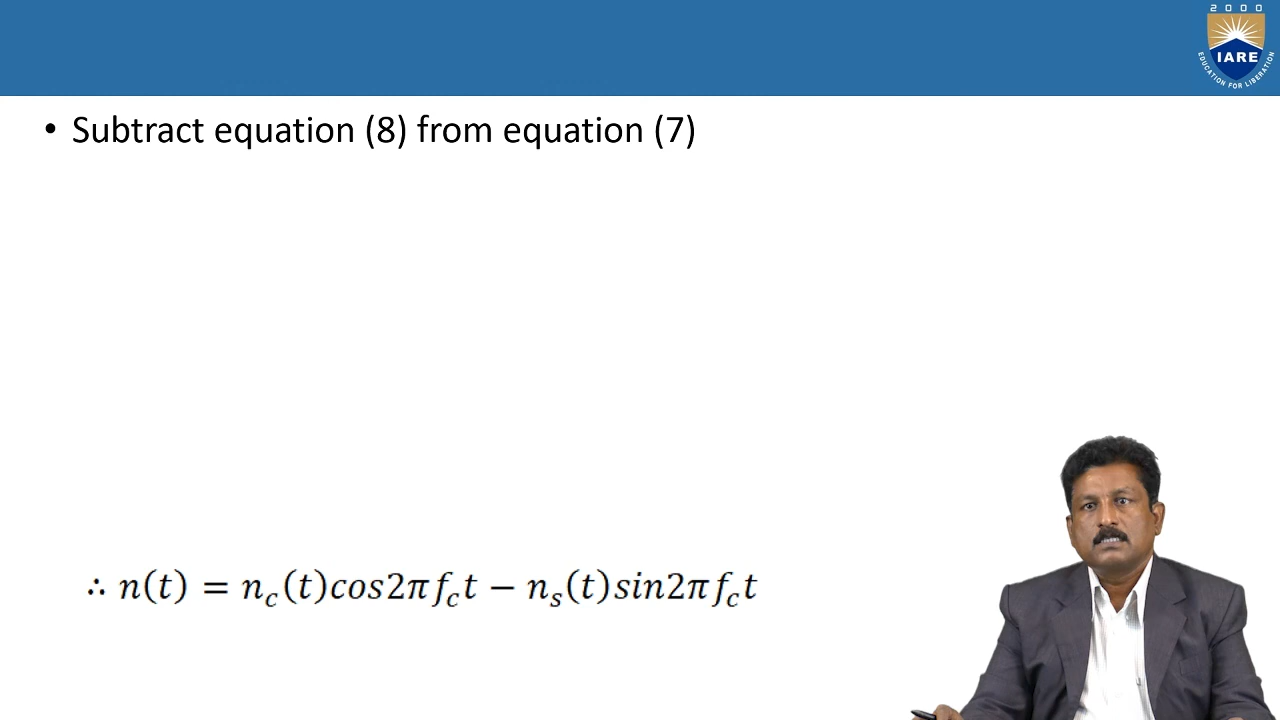 2 0 0 0
IARE
EDUCATION FOR LIBERATION
• Subtract equation (8) from equation (7)
∴ n(t) = n_c(t)cos2πf_ct − n_s(t)sin2πf_ct